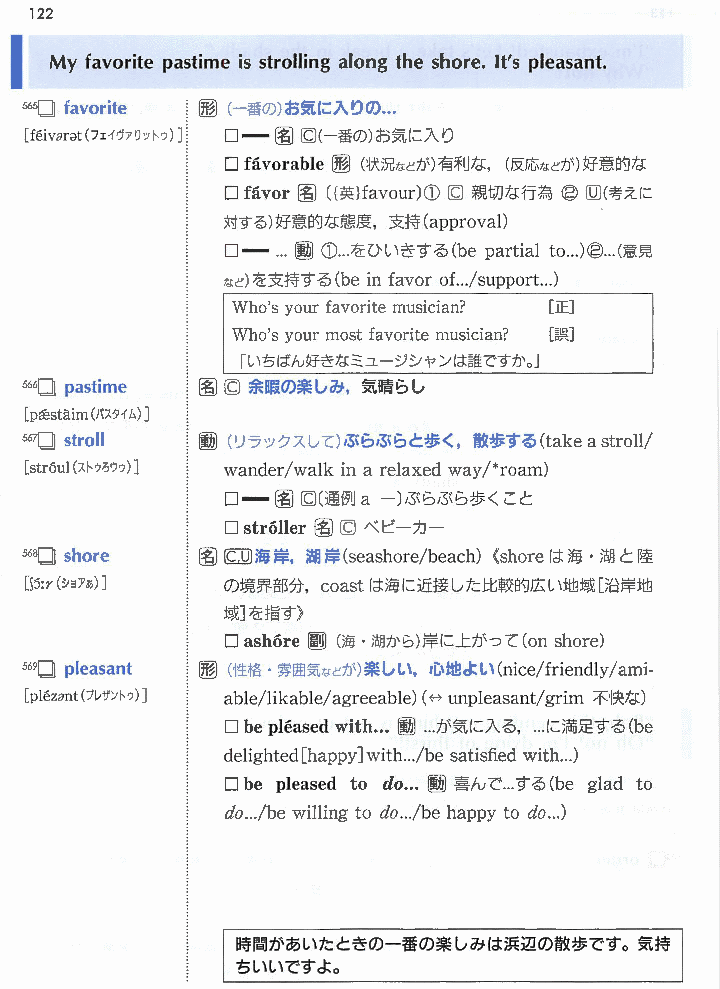 122
My favorite pastime is strolling along the shore. It's pleasant.
565□ favorite
[féivərət(フェイヴァリットゥ)]
形 (一番の)お気に入りの...
□━ 名 C(一番の)お気に入り
□ fávorable 形 (状況などが)有利な，(反応などが)好意的な
□ fávor 名 ((英)favour)① C 親切な行為 ② U(考えに
対する)好意的な態度，支持(approval)
□━ ... 動 ①...をひいきする(be partial to...)②...(意見
など)を支持する(be in favor of.../support...)
Who's your favorite musician? [正]
Who's your most favorite musician? [誤]
「いちばん好きなミュージシャンは誰ですか。」
566□ pastime
[pǽstàim(パスタイム)]
名 C 余暇の楽しみ，気晴らし
567□ stroll
[stróul(ストゥろウゥ)]
動 (リラックスして)ぶらぶらと歩く，散歩する(take a stroll/
wander/walk in a relaxed way/*roam)
□━ 名 C(通例 a ―)ぶらぶら歩くこと
□ stróller 名 C ベビーカー
568□ shore
[ʃɔ́ːr(ショアぁ)]
名 C,U 海岸，湖岸(seashore/beach)《shore は海・湖と陸
の境界部分，coast は海に近接した比較的広い地域[沿岸地
域]を指す》
□ ashóre 副 (海・湖から)岸に上がって(on shore)
569□ pleasant
[plézənt(プレザントゥ)]
形 (性格・雰囲気などが)楽しい，心地よい(nice/friendly/ami-
able/likable/agreeable)(↔ unpleasant/grim 不快な)
□ be pléased with... 動 ...が気に入る，...に満足する(be
delighted[happy]with.../be satisfied with...)
□ be pleased to do... 動 喜んで...する(be glad to
do.../be willing to do.../be happy to do...)
時間があいたときの一番の楽しみは浜辺の散歩です。気持
ちいいですよ。